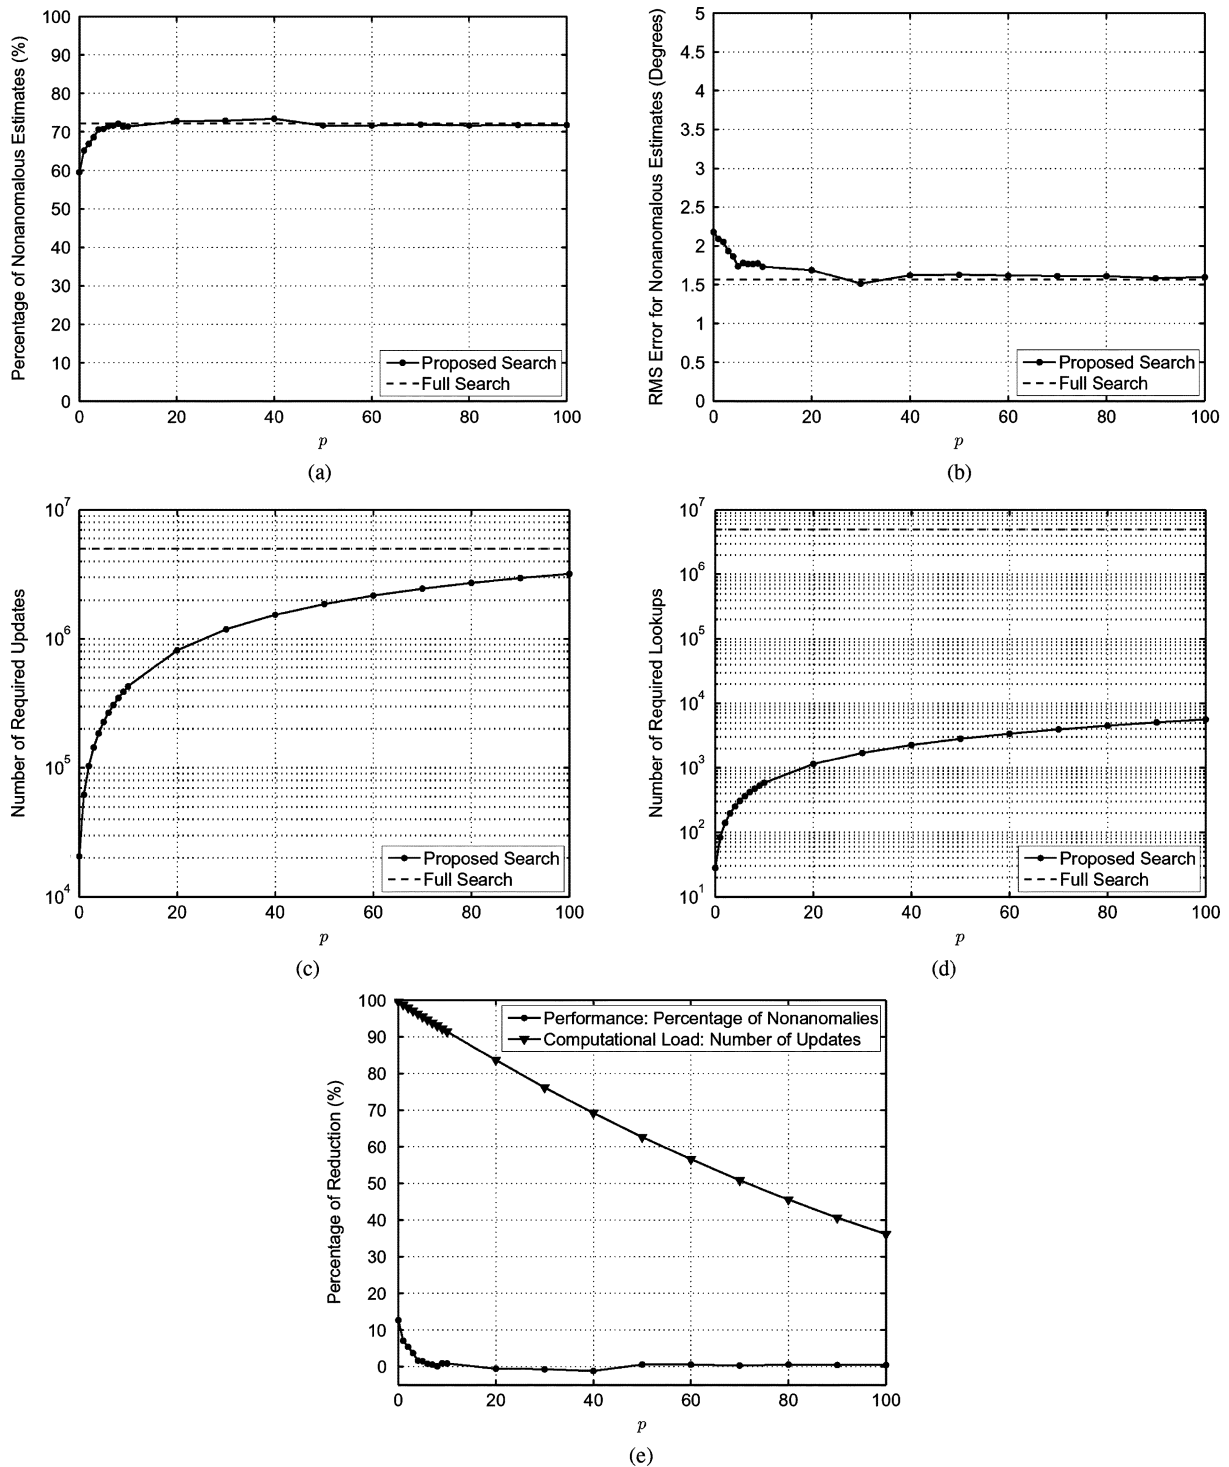 100
90
80
70
60
50
40
30
20
10
0
Percentage of Nonanomalous Estimates (%)
Proposed Search
Full Search
0 20 40 60 80 100
p
(a)
5
4.5
4
3.5
3
2.5
2
1.5
1
0.5
0
RMS Error for Nonanomalous Estimates (Degrees)
Proposed Search
Full Search
0 20 40 60 80 100
p
(b)
10^7
10^6
10^5
10^4
Number of Required Updates
Proposed Search
Full Search
0 20 40 60 80 100
p
(c)
10^7
10^6
10^5
10^4
10^3
10^2
10^1
Number of Required Lookups
Proposed Search
Full Search
0 20 40 60 80 100
p
(d)
100
90
80
70
60
50
40
30
20
10
0
Percentage of Reduction (%)
Performance: Percentage of Nonanomalies
Computational Load: Number of Updates
0 20 40 60 80 100
p
(e)